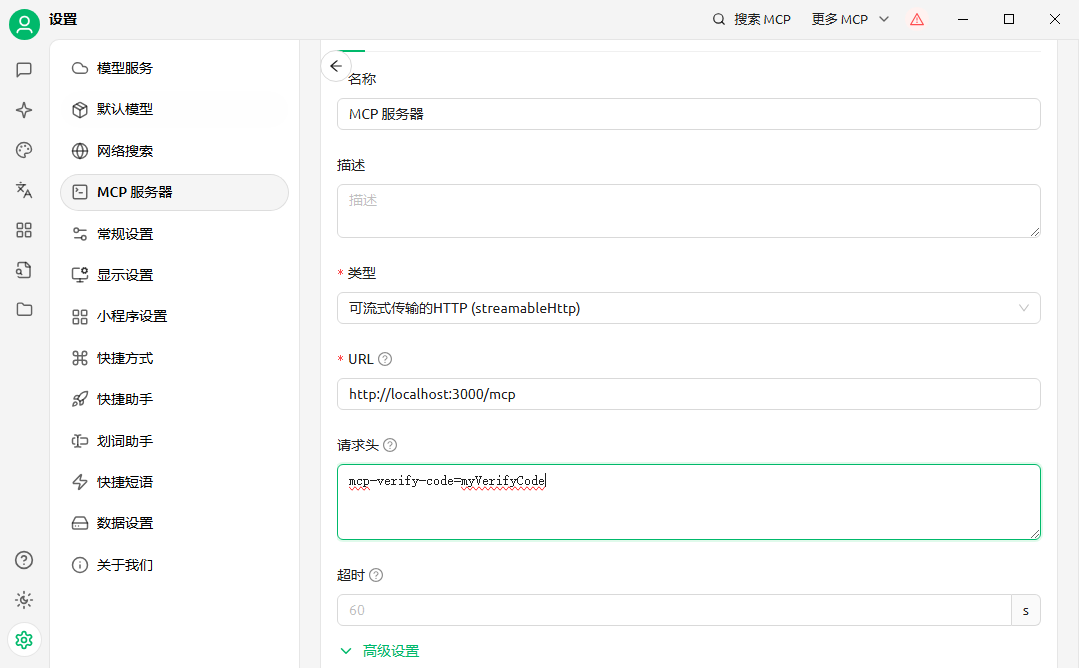 设置
搜索 MCP
更多 MCP
模型服务
默认模型
网络搜索
MCP 服务器
常规设置
显示设置
小程序设置
快捷方式
快捷助手
划词助手
快捷短语
数据设置
关于我们
名称
MCP 服务器
描述
描述
* 类型
可流式传输的HTTP (streamableHttp)
* URL
http://localhost:3000/mcp
请求头
mcp-verify-code=myVerifyCode
超时
60
s
高级设置